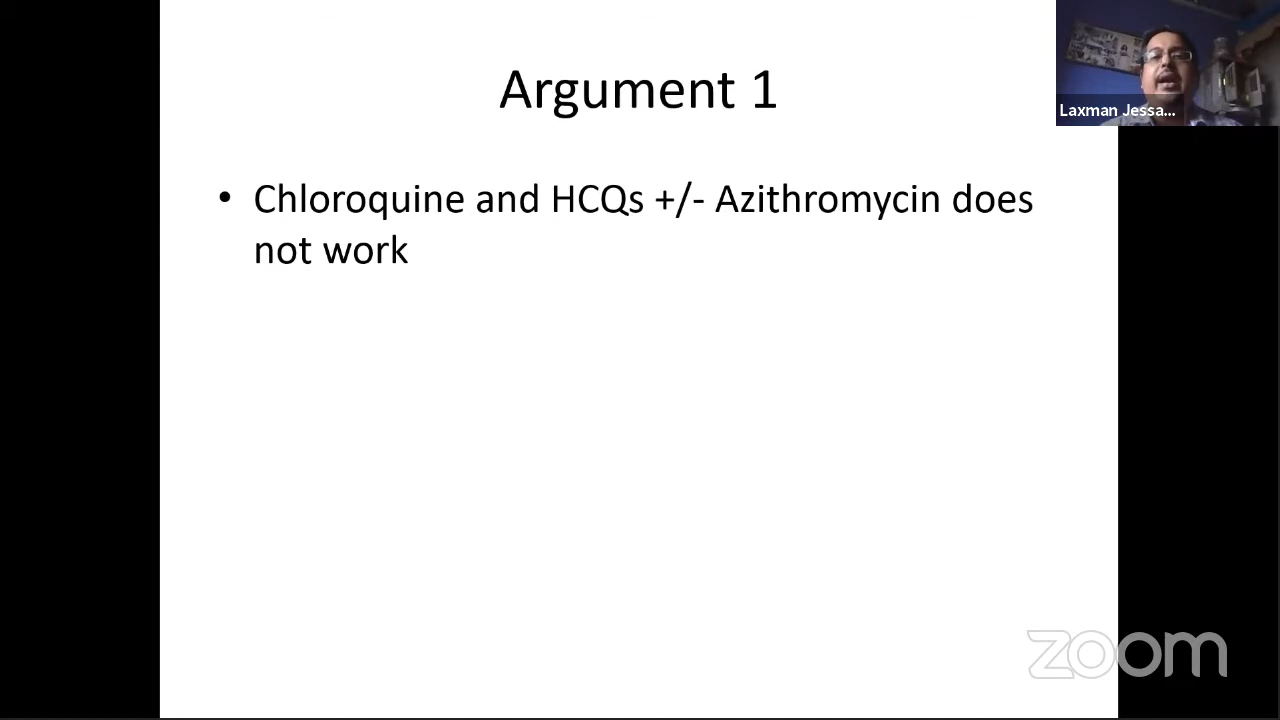 Argument 1
Laxman Jessa...
• Chloroquine and HCQs +/- Azithromycin does
not work
zoom